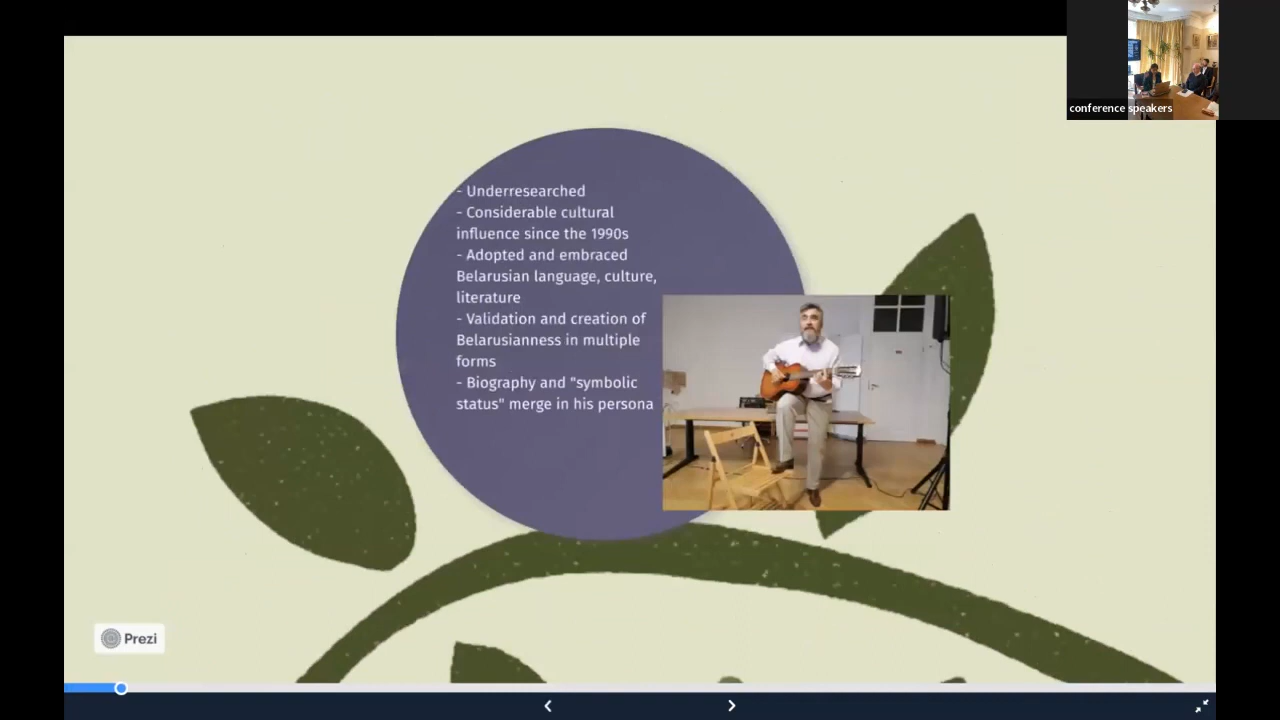 conference speakers
- Underresearched
- Considerable cultural
influence since the 1990s
- Adopted and embraced
Belarusian language, culture,
literature
- Validation and creation of
Belarusianness in multiple
forms
- Biography and "symbolic
status" merge in his persona
Prezi